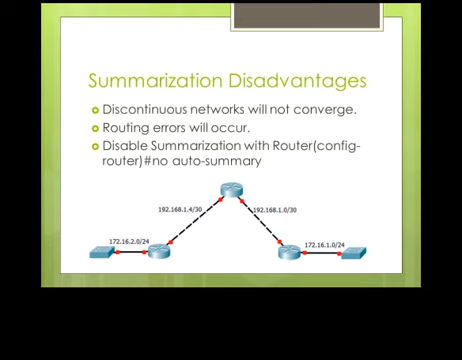 Summarization Disadvantages
Discontinuous networks will not converge.
Routing errors will occur.
Disable Summarization with Router(config-
router)#no auto-summary
192.168.1.4/30
192.168.1.0/30
172.16.2.0/24
172.16.1.0/24